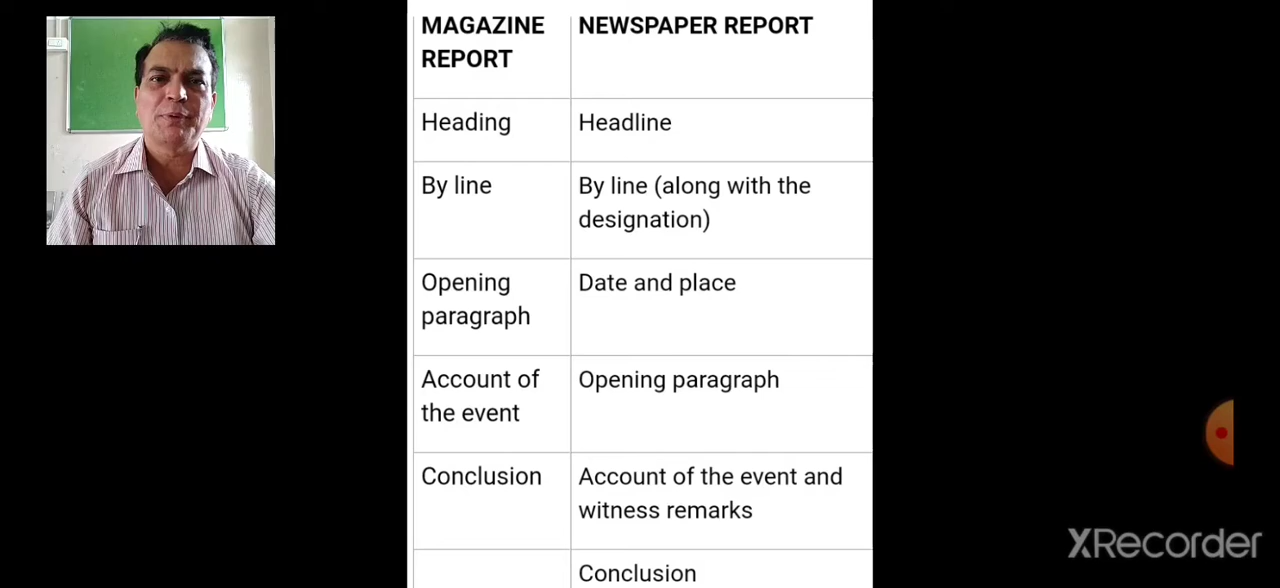 MAGAZINE REPORT
NEWSPAPER REPORT
Heading
Headline
By line
By line (along with the
designation)
Opening
paragraph
Date and place
Account of
the event
Opening paragraph
Conclusion
Account of the event and
witness remarks
Conclusion
XRecorder